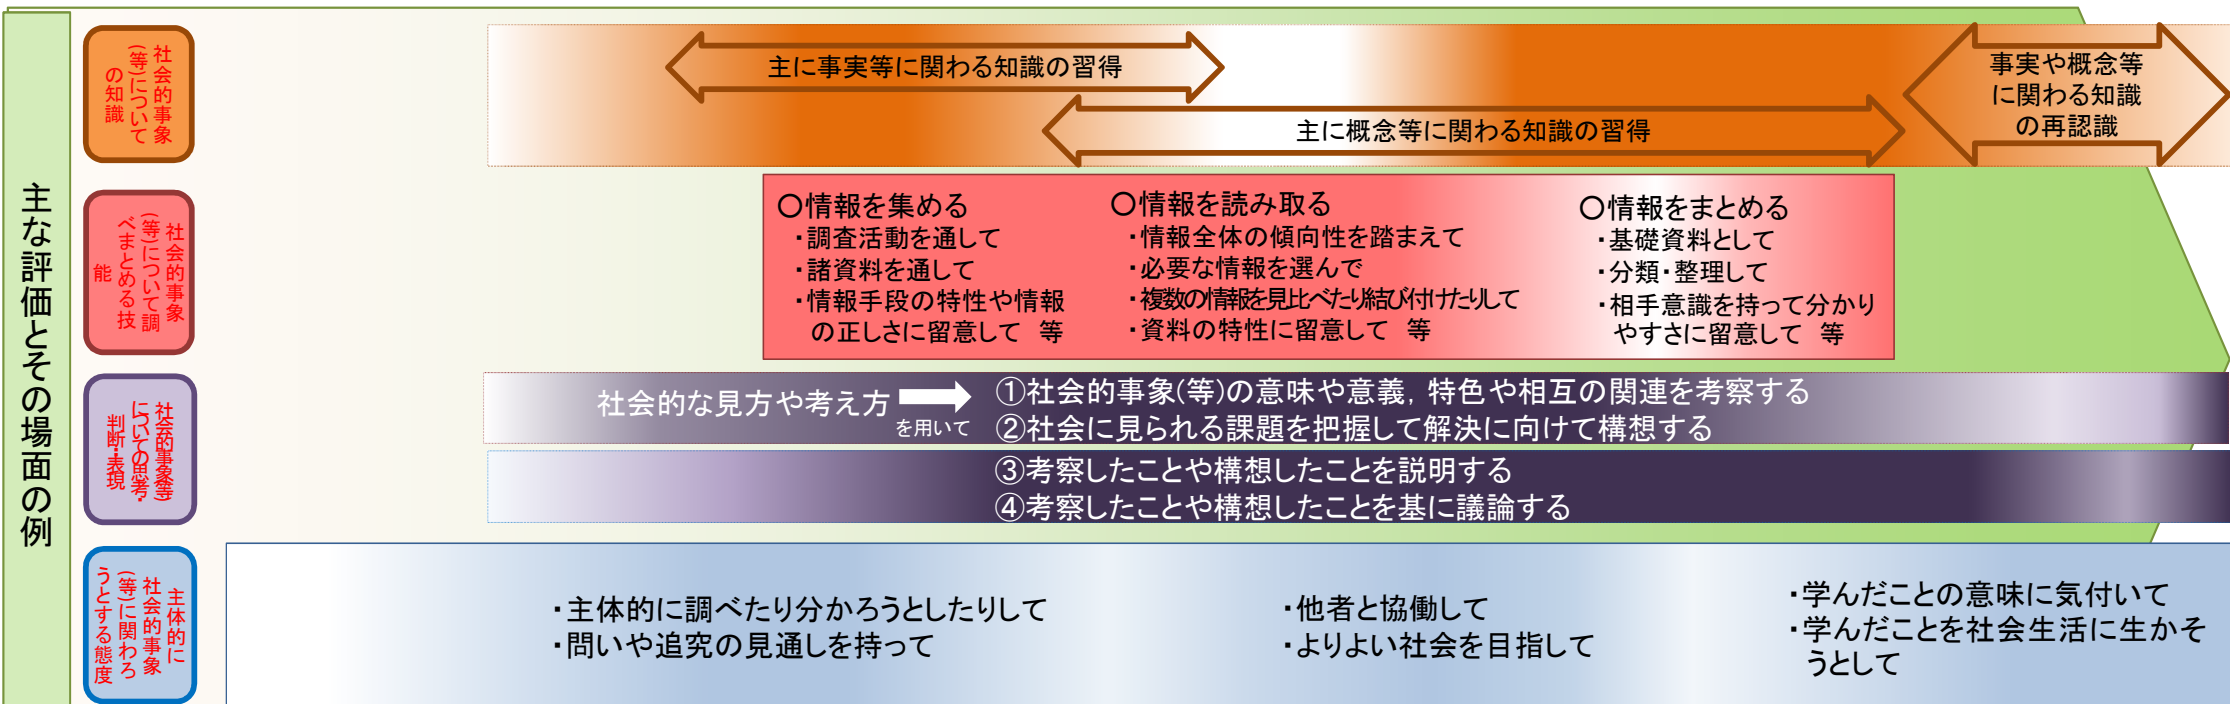 主な評価とその場面の例
社会的事象
(等)について
の知識
主に事実等に関わる知識の習得
主に概念等に関わる知識の習得
事実や概念等
に関わる知識
の再認識
社会的事象
(等)について調
べまとめる技
能
〇情報を集める
・調査活動を通して
・諸資料を通して
・情報手段の特性や情報
の正しさに留意して 等
〇情報を読み取る
・情報全体の傾向性を踏まえて
・必要な情報を選んで
・複数の情報を見比べたり結び付けたりして
・資料の特性に留意して 等
〇情報をまとめる
・基礎資料として
・分類・整理して
・相手意識を持って分かり
やすさに留意して 等
社会的事象(等)
についての思考・
判断・表現
社会的な見方や考え方
を用いて
①社会的事象(等)の意味や意義,特色や相互の関連を考察する
②社会に見られる課題を把握して解決に向けて構想する
③考察したことや構想したことを説明する
④考察したことや構想したことを基に議論する
主体的に
社会的事象
(等)に関わろ
うとする態度
・主体的に調べたり分かろうとしたりして
・問いや追究の見通しを持って
・他者と協働して
・よりよい社会を目指して
・学んだことの意味に気付いて
・学んだことを社会生活に生かそ
うとして